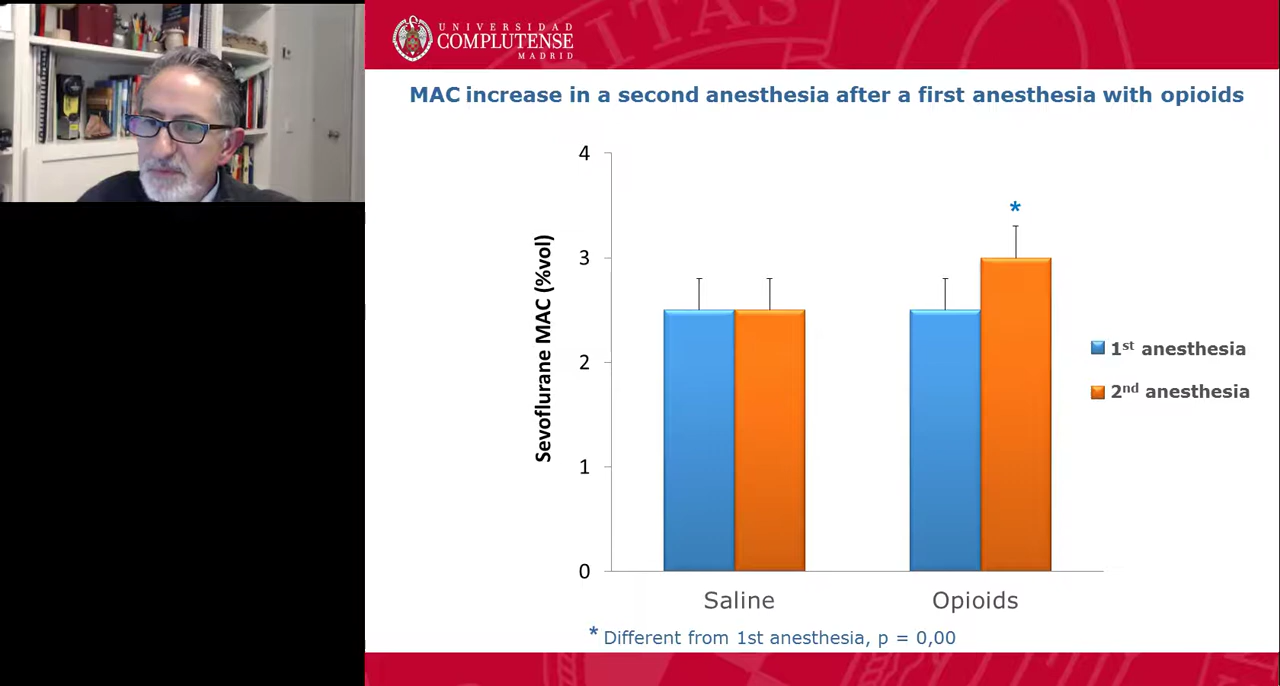 UNIVERSIDAD
COMPLUTENSE
MADRID
MAC increase in a second anesthesia after a first anesthesia with opioids
Sevoflurane MAC (%vol)
4
3
2
1
0
*
Saline
Opioids
1st anesthesia
2nd anesthesia
* Different from 1st anesthesia, p = 0,00